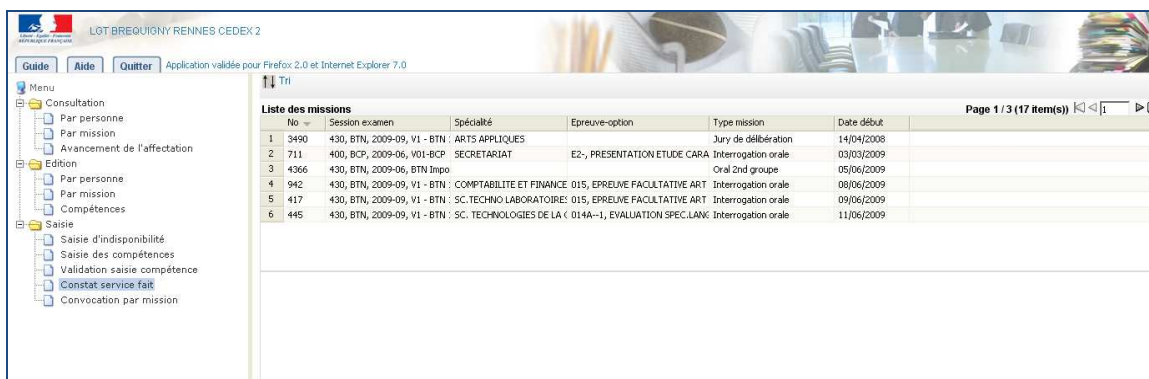 LGT BREQUIGNY RENNES CEDEX 2
Liberté • Égalité • Fraternité
RÉPUBLIQUE FRANÇAISE
Guide Aide Quitter Application validée pour Firefox 2.0 et Internet Explorer 7.0
Menu
Consultation
Par personne
Par mission
Avancement de l'affectation
Edition
Par personne
Par mission
Compétences
Saisie
Saisie d'indisponibilité
Saisie des compétences
Validation saisie compétence
Constat service fait
Convocation par mission
Tri
Liste des missions Page 1 / 3 (17 item(s)) 1
No Session examen Spécialité Epreuve-option Type mission Date début
1 3490 430, BTN, 2009-09, V1 - BTN : ARTS APPLIQUES Jury de délibération 14/04/2008
2 711 400, BCP, 2009-06, V01-BCP SECRETARIAT E2-, PRESENTATION ETUDE CARA Interrogation orale 03/03/2009
3 4366 430, BTN, 2009-06, BTN Impo Oral 2nd groupe 05/06/2009
4 942 430, BTN, 2009-09, V1 - BTN : COMPTABILITE ET FINANCE 015, EPREUVE FACULTATIVE ART Interrogation orale 08/06/2009
5 417 430, BTN, 2009-09, V1 - BTN : SC.TECHNO LABORATOIRES 015, EPREUVE FACULTATIVE ART Interrogation orale 09/06/2009
6 445 430, BTN, 2009-09, V1 - BTN : SC. TECHNOLOGIES DE LA ( 014A--1, EVALUATION SPEC.LANG Interrogation orale 11/06/2009